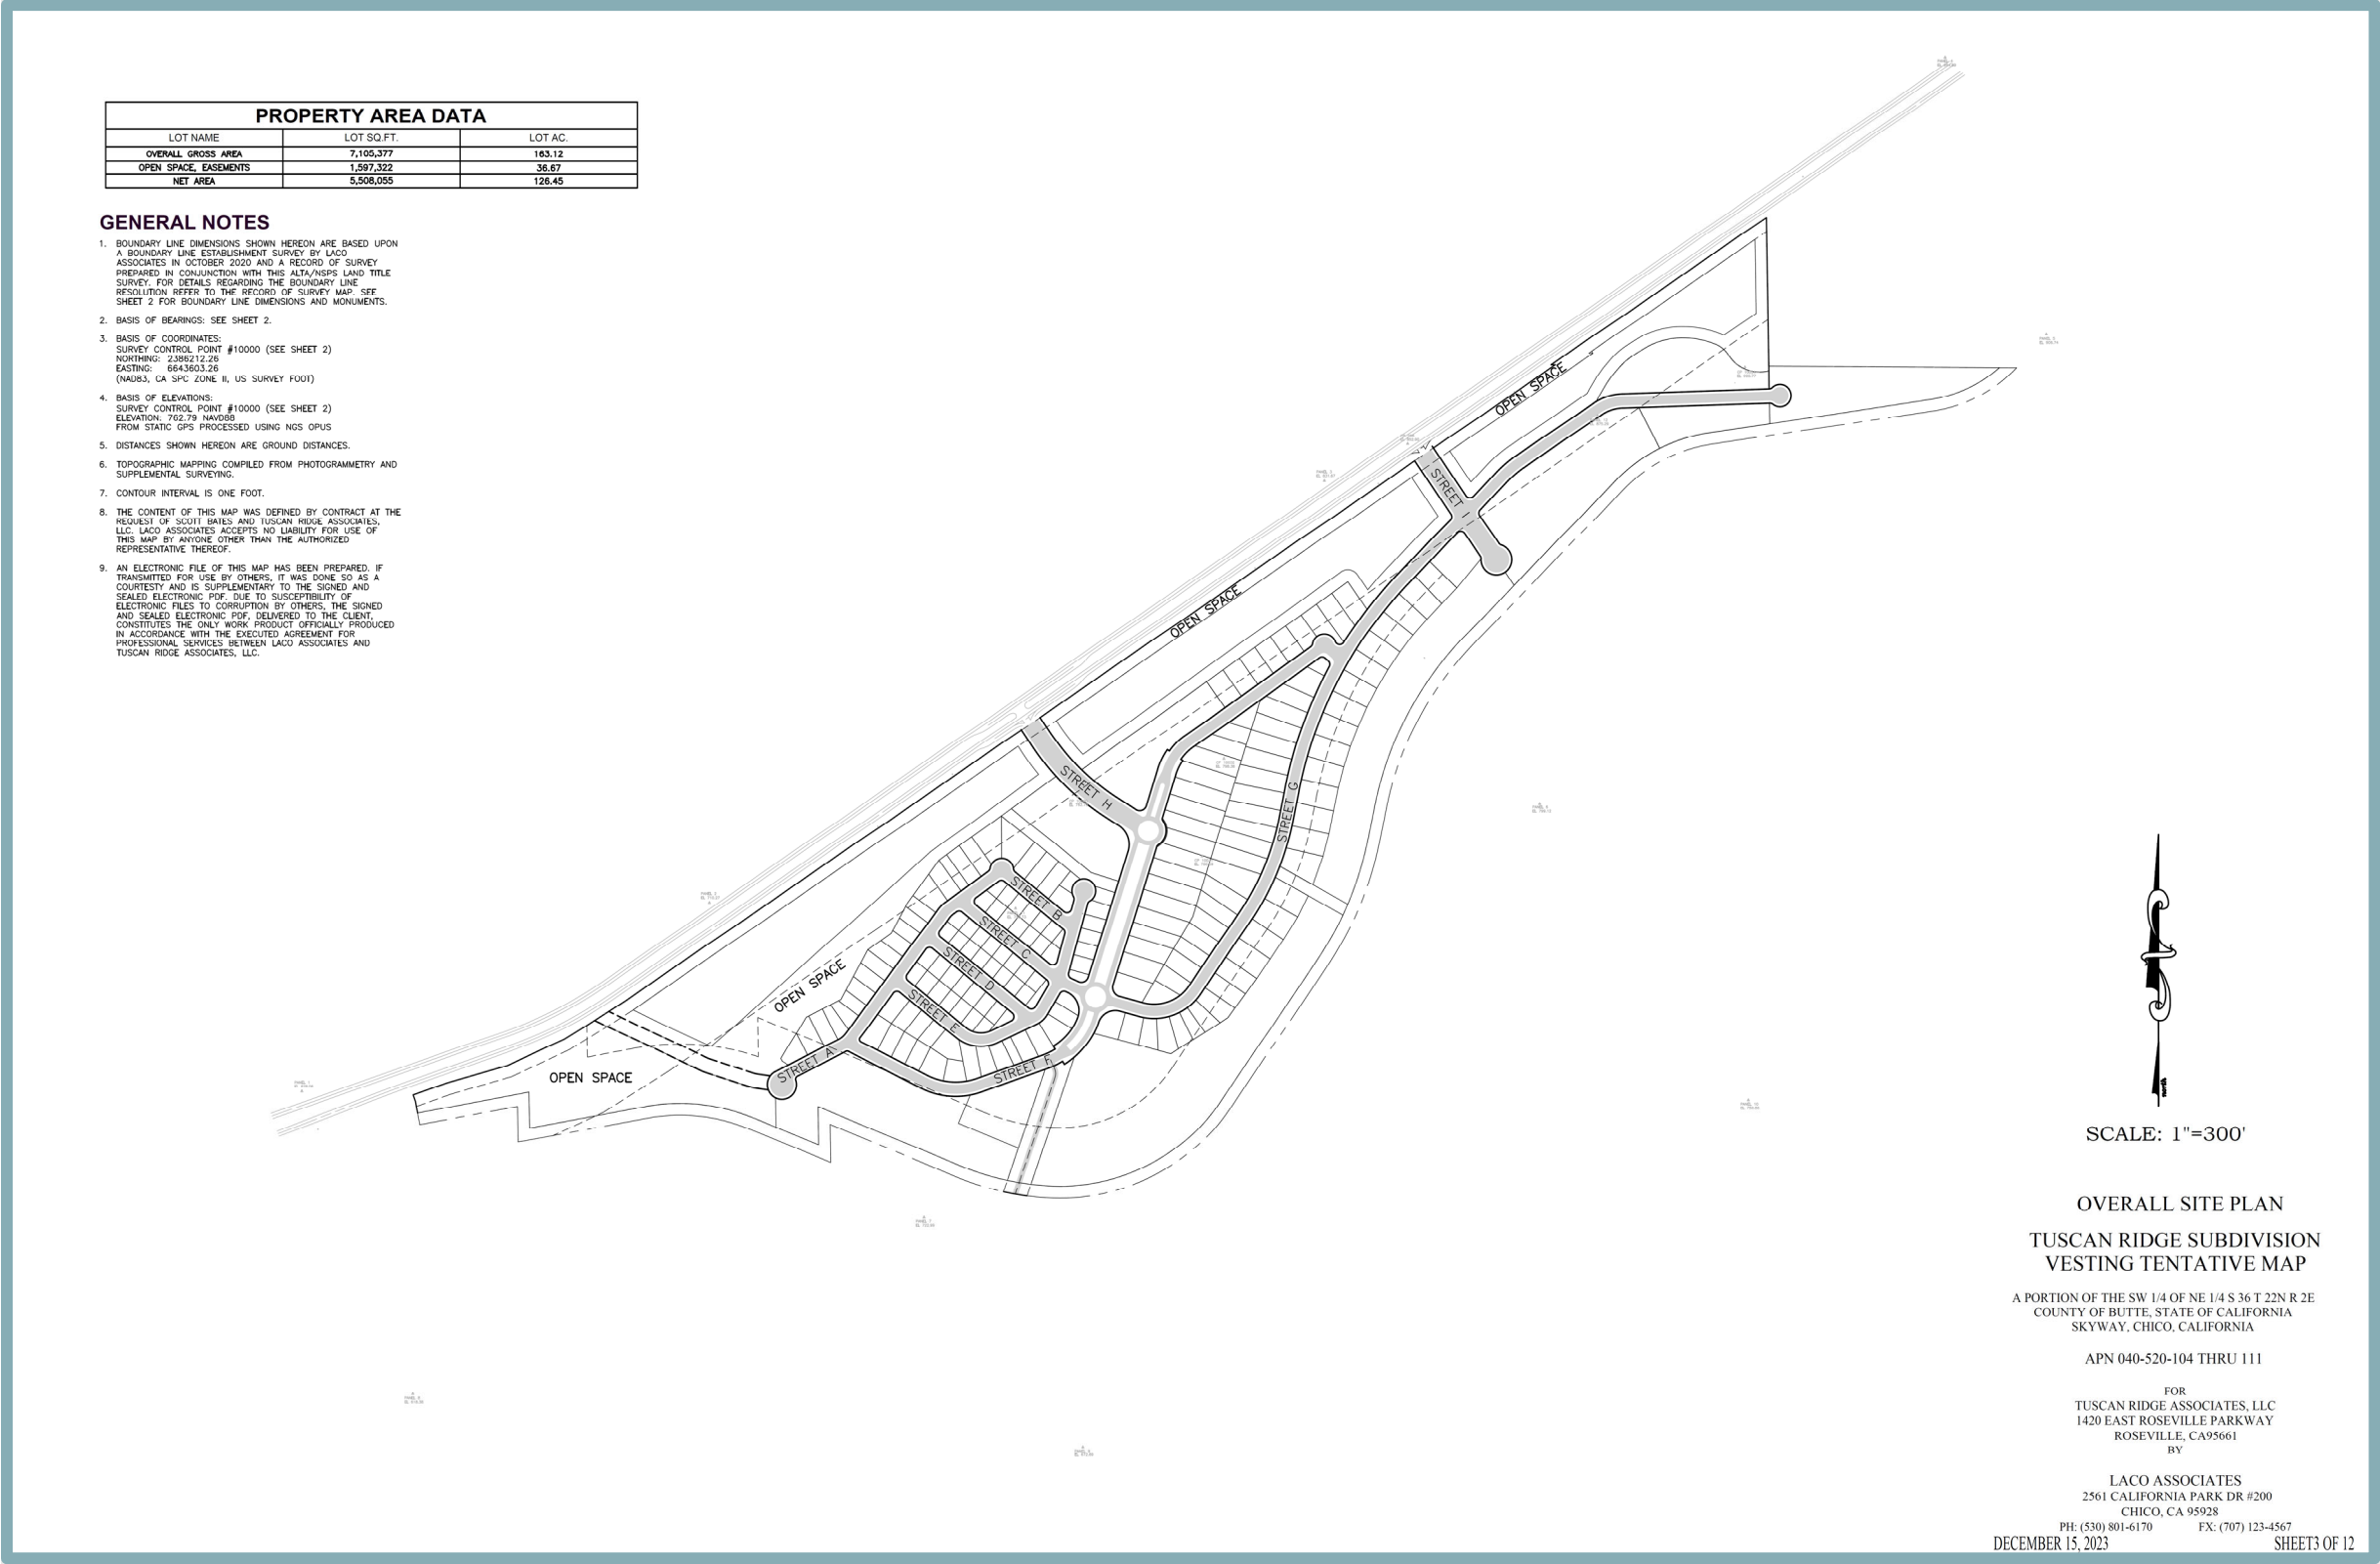 PROPERTY AREA DATA
LOT NAME LOT SQ.FT. LOT AC.
OVERALL GROSS AREA 7,105,377 163.12
OPEN SPACE, EASEMENTS 1,597,322 36.67
NET AREA 5,508,055 126.45
GENERAL NOTES
1. BOUNDARY LINE DIMENSIONS SHOWN HEREON ARE BASED UPON
A BOUNDARY LINE ESTABLISHMENT SURVEY BY LACO
ASSOCIATES IN OCTOBER 2020 AND A RECORD OF SURVEY
PREPARED IN CONJUNCTION WITH THIS ALTA/NSPS LAND TITLE
SURVEY. FOR DETAILS REGARDING THE BOUNDARY LINE
RESOLUTION REFER TO THE RECORD OF SURVEY MAP. SEE
SHEET 2 FOR BOUNDARY LINE DIMENSIONS AND MONUMENTS.
2. BASIS OF BEARINGS: SEE SHEET 2.
3. BASIS OF COORDINATES:
SURVEY CONTROL POINT #10000 (SEE SHEET 2)
NORTHING: 2386212.26
EASTING: 6643603.26
(NAD83, CA SPC ZONE II, US SURVEY FOOT)
4. BASIS OF ELEVATIONS:
SURVEY CONTROL POINT #10000 (SEE SHEET 2)
ELEVATION: 762.79 NAVD88
FROM STATIC GPS PROCESSED USING NGS OPUS
5. DISTANCES SHOWN HEREON ARE GROUND DISTANCES.
6. TOPOGRAPHIC MAPPING COMPILED FROM PHOTOGRAMMETRY AND
SUPPLEMENTAL SURVEYING.
7. CONTOUR INTERVAL IS ONE FOOT.
8. THE CONTENT OF THIS MAP WAS DEFINED BY CONTRACT AT THE
REQUEST OF SCOTT BATES AND TUSCAN RIDGE ASSOCIATES,
LLC. LACO ASSOCIATES ACCEPTS NO LIABILITY FOR USE OF
THIS MAP BY ANYONE OTHER THAN THE AUTHORIZED
REPRESENTATIVE THEREOF.
9. AN ELECTRONIC FILE OF THIS MAP HAS BEEN PREPARED. IF
TRANSMITTED FOR USE BY OTHERS, IT WAS DONE SO AS A
COURTESTY AND IS SUPPLEMENTARY TO THE SIGNED AND
SEALED ELECTRONIC PDF. DUE TO SUSCEPTIBILITY OF
ELECTRONIC FILES TO CORRUPTION BY OTHERS, THE SIGNED
AND SEALED ELECTRONIC PDF, DELIVERED TO THE CLIENT,
CONSTITUTES THE ONLY WORK PRODUCT OFFICIALLY PRODUCED
IN ACCORDANCE WITH THE EXECUTED AGREEMENT FOR
PROFESSIONAL SERVICES BETWEEN LACO ASSOCIATES AND
TUSCAN RIDGE ASSOCIATES, LLC.
OPEN SPACE
STREET I
OPEN SPACE
STREET H
STREET G
STREET B
STREET C
STREET D
STREET E
OPEN SPACE
STREET A
STREET F
OPEN SPACE
SCALE: 1"=300'
OVERALL SITE PLAN
TUSCAN RIDGE SUBDIVISION
VESTING TENTATIVE MAP
A PORTION OF THE SW 1/4 OF NE 1/4 S 36 T 22N R 2E
COUNTY OF BUTTE, STATE OF CALIFORNIA
SKYWAY, CHICO, CALIFORNIA
APN 040-520-104 THRU 111
FOR
TUSCAN RIDGE ASSOCIATES, LLC
1420 EAST ROSEVILLE PARKWAY
ROSEVILLE, CA95661
BY
LACO ASSOCIATES
2561 CALIFORNIA PARK DR #200
CHICO, CA 95928
PH: (530) 801-6170 FX: (707) 123-4567
DECEMBER 15, 2023 SHEET3 OF 12